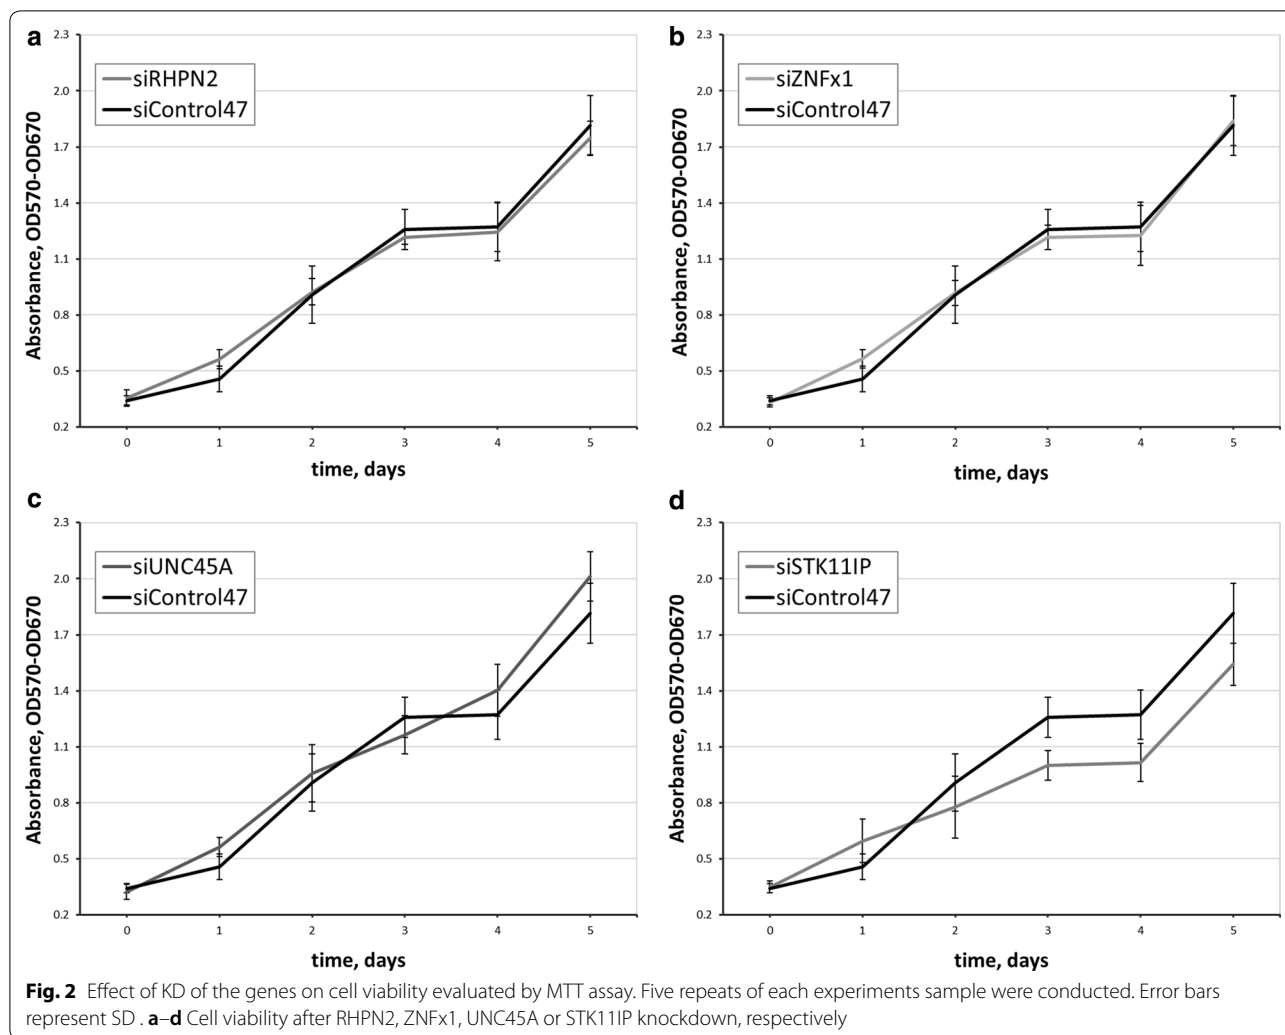 a
2.3
2.0
1.7
1.4
1.1
0.8
0.5
0.2
Absorbance, OD570-OD670
siRHPN2
siControl47
0 1 2 3 4 5
time, days
b
2.3
2.0
1.7
1.4
1.1
0.8
0.5
0.2
Absorbance, OD570-OD670
siZNFx1
siControl47
0 1 2 3 4 5
time, days
c
2.3
2.0
1.7
1.4
1.1
0.8
0.5
0.2
Absorbance, OD570-OD670
siUNC45A
siControl47
0 1 2 3 4 5
time, days
d
2.3
2.0
1.7
1.4
1.1
0.8
0.5
0.2
Absorbance, OD570-OD670
siSTK11IP
siControl47
0 1 2 3 4 5
time, days
Fig. 2 Effect of KD of the genes on cell viability evaluated by MTT assay. Five repeats of each experiments sample were conducted. Error bars
represent SD . a–d Cell viability after RHPN2, ZNFx1, UNC45A or STK11IP knockdown, respectively